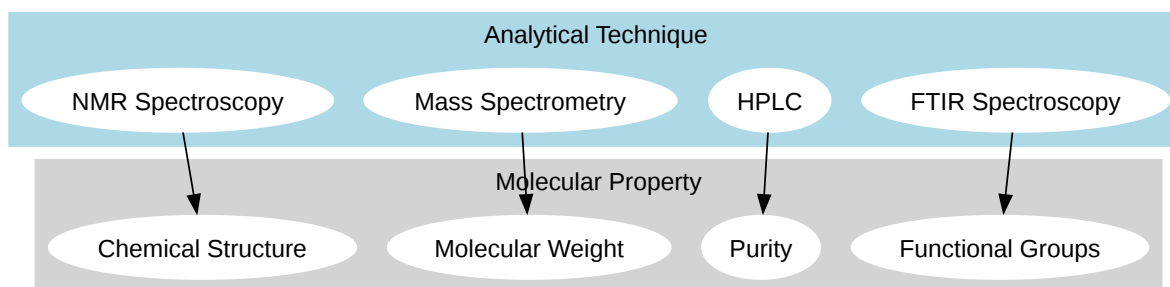 Analytical Technique
NMR Spectroscopy
Mass Spectrometry
HPLC
FTIR Spectroscopy
Molecular Property
Chemical Structure
Molecular Weight
Purity
Functional Groups